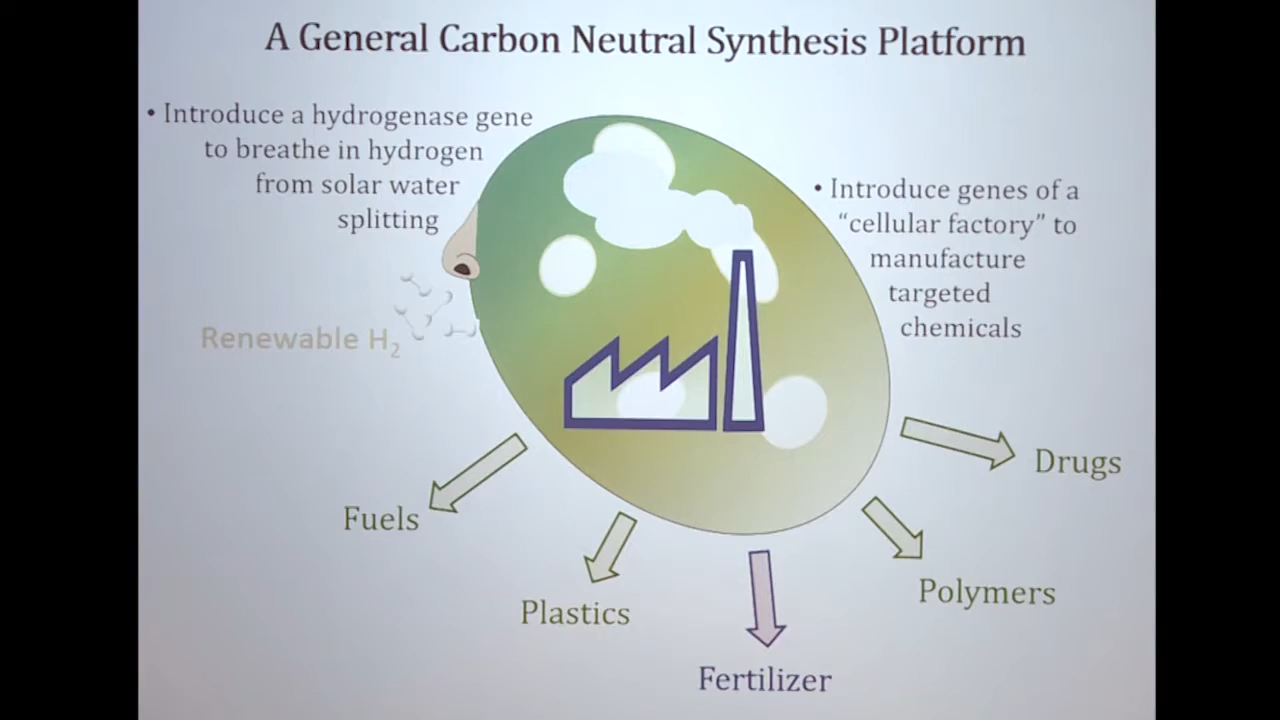 A General Carbon Neutral Synthesis Platform
• Introduce a hydrogenase gene
to breathe in hydrogen
from solar water
splitting
• Introduce genes of a
“cellular factory” to
manufacture
targeted
chemicals
Renewable H₂
Drugs
Fuels
Polymers
Plastics
Fertilizer